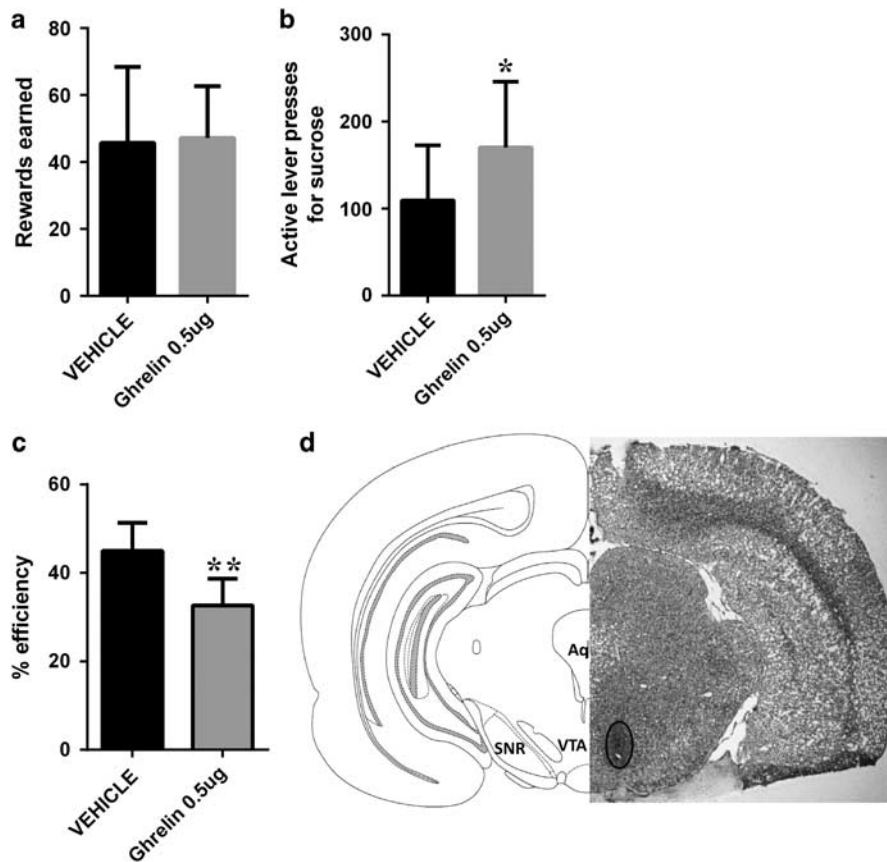 a
Rewards earned
80
60
40
20
0
VEHICLE
Ghrelin 0.5ug
b
Active lever presses
for sucrose
300
200
100
0
*
VEHICLE
Ghrelin 0.5ug
c
% efficiency
60
40
20
0
**
VEHICLE
Ghrelin 0.5ug
d
Aq
SNR
VTA